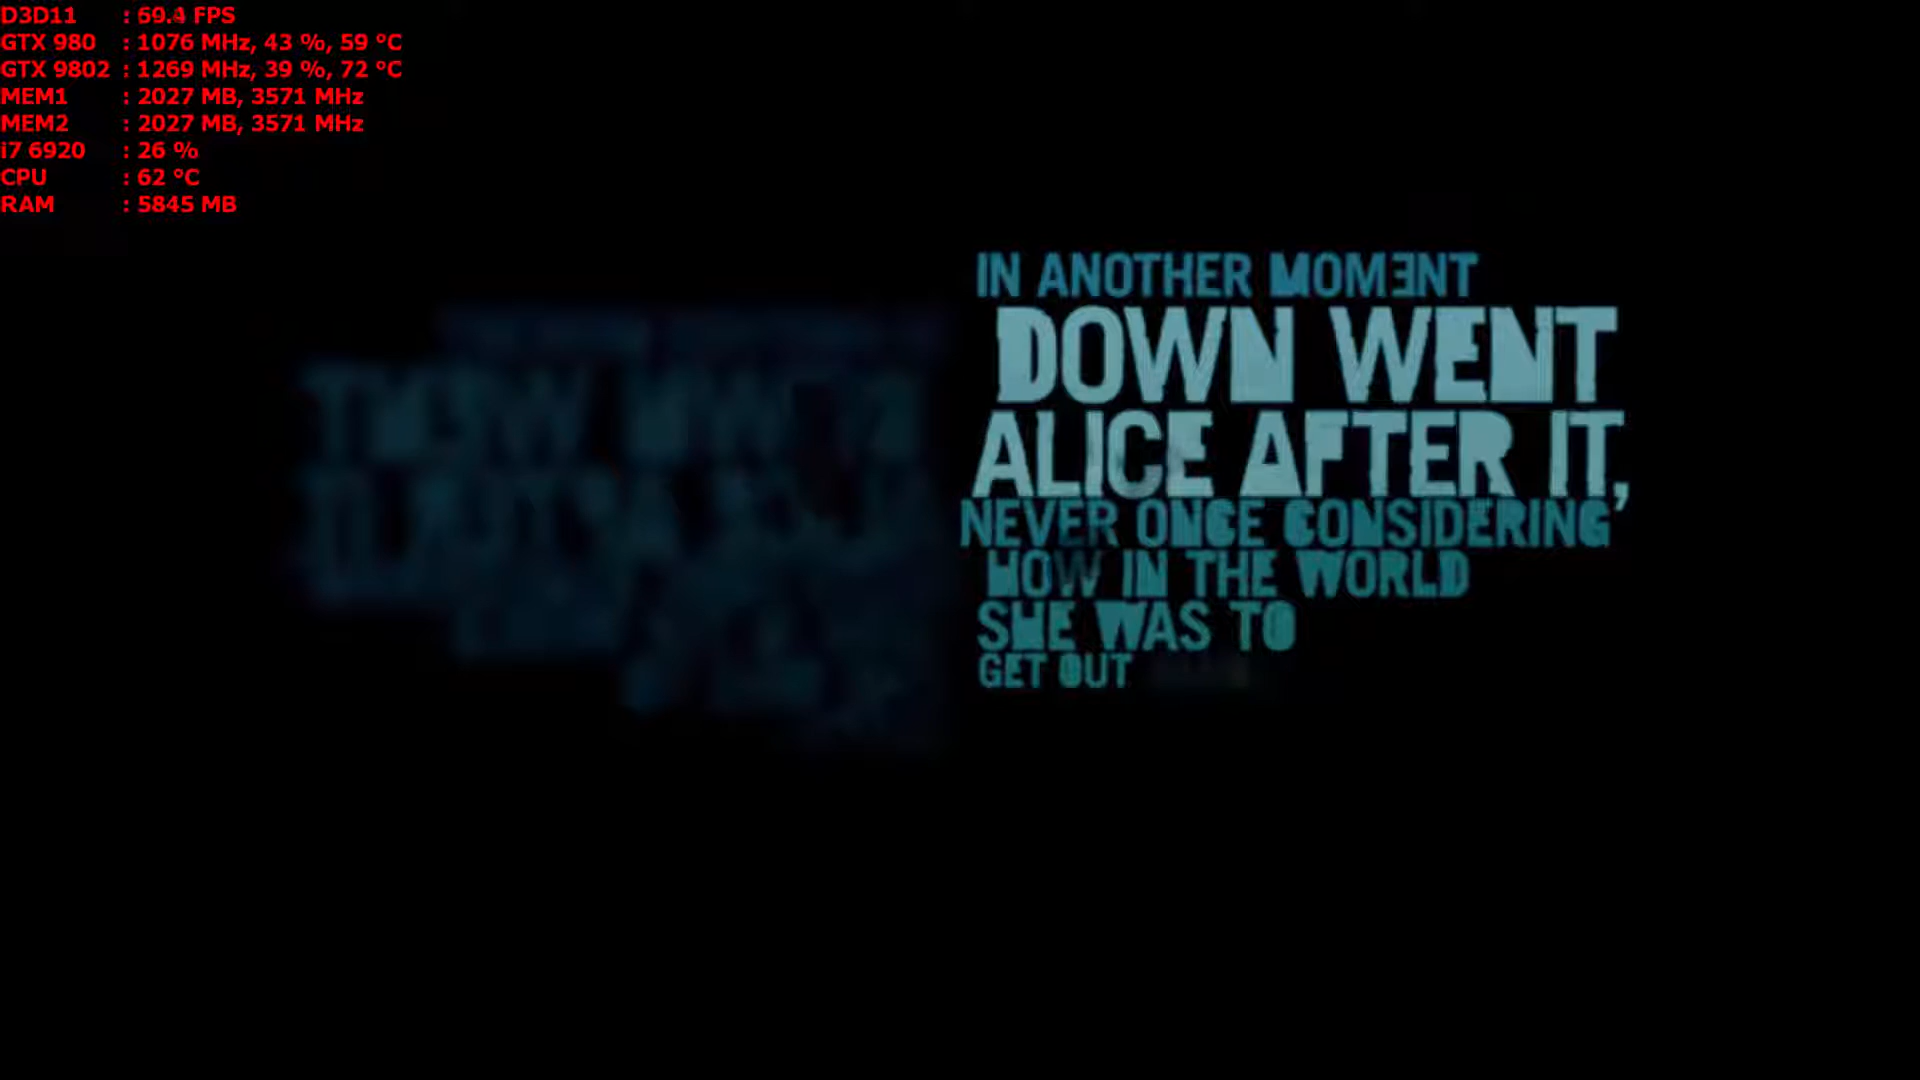 D3D11 : 69.4 FPS
GTX 980 : 1076 MHz, 43 %, 59 °C
GTX 9802 : 1269 MHz, 39 %, 72 °C
MEM1 : 2027 MB, 3571 MHz
MEM2 : 2027 MB, 3571 MHz
i7 6920 : 26 %
CPU : 62 °C
RAM : 5845 MB
IN ANOTHER MOMENT
DOWN WENT
ALICE AFTER IT,
NEVER ONCE CONSIDERING
HOW IN THE WORLD
SHE WAS TO
GET OUT